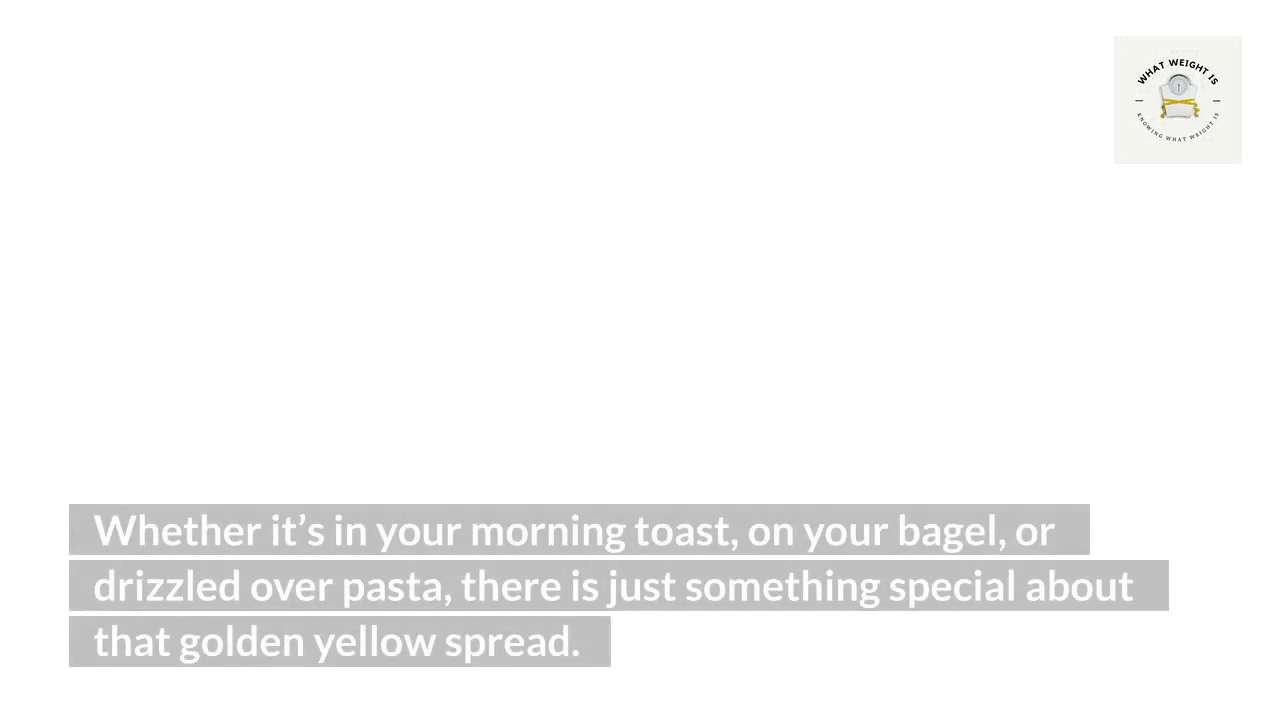 WHAT WEIGHT IS
KNOWING WHAT WEIGHT IS
Whether it’s in your morning toast, on your bagel, or
drizzled over pasta, there is just something special about
that golden yellow spread.